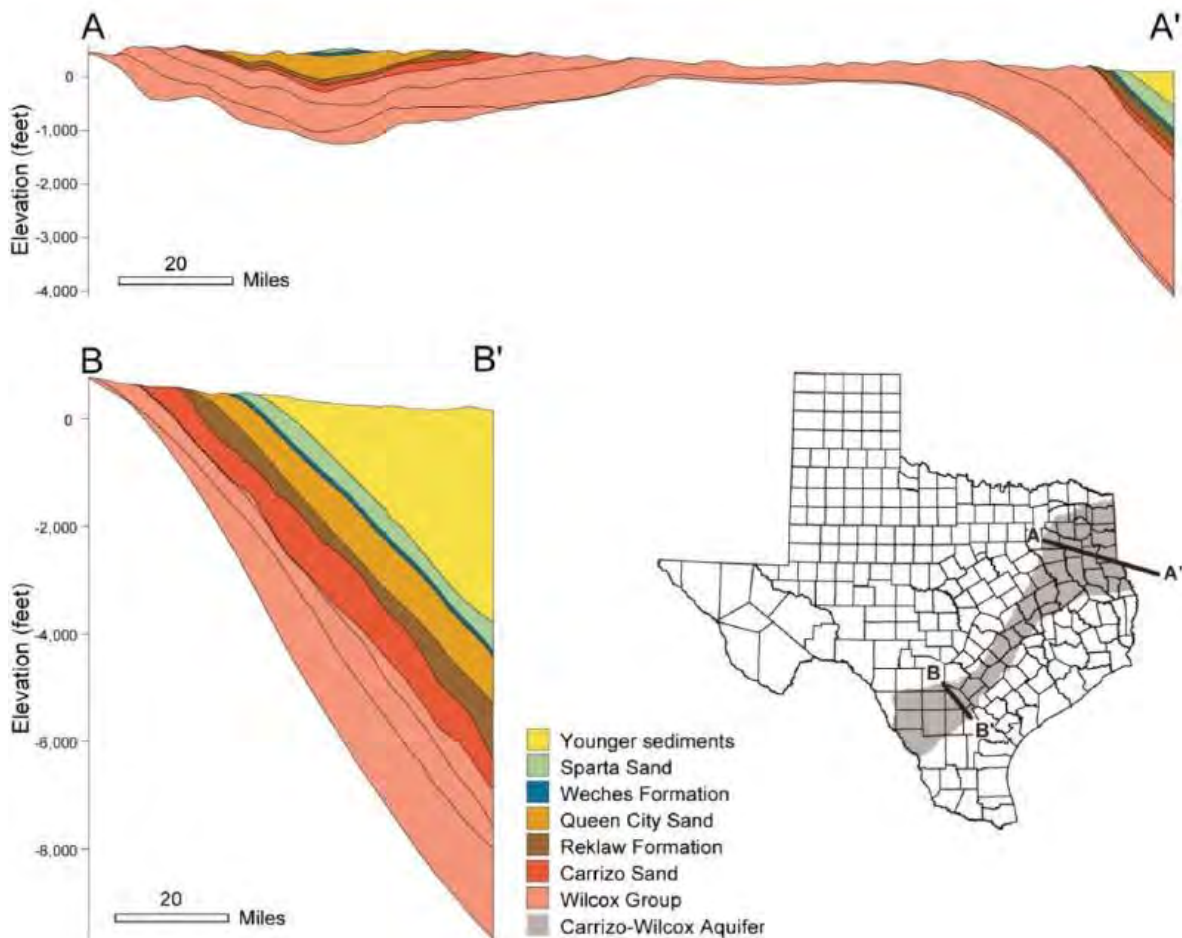 A
A'
Elevation (feet)
0
-1,000
-2,000
-3,000
-4,000
20
Miles
B
B'
Elevation (feet)
0
-2,000
-4,000
-6,000
-8,000
20
Miles
Younger sediments
Sparta Sand
Weches Formation
Queen City Sand
Reklaw Formation
Carrizo Sand
Wilcox Group
Carrizo-Wilcox Aquifer
A
A'
B
B'